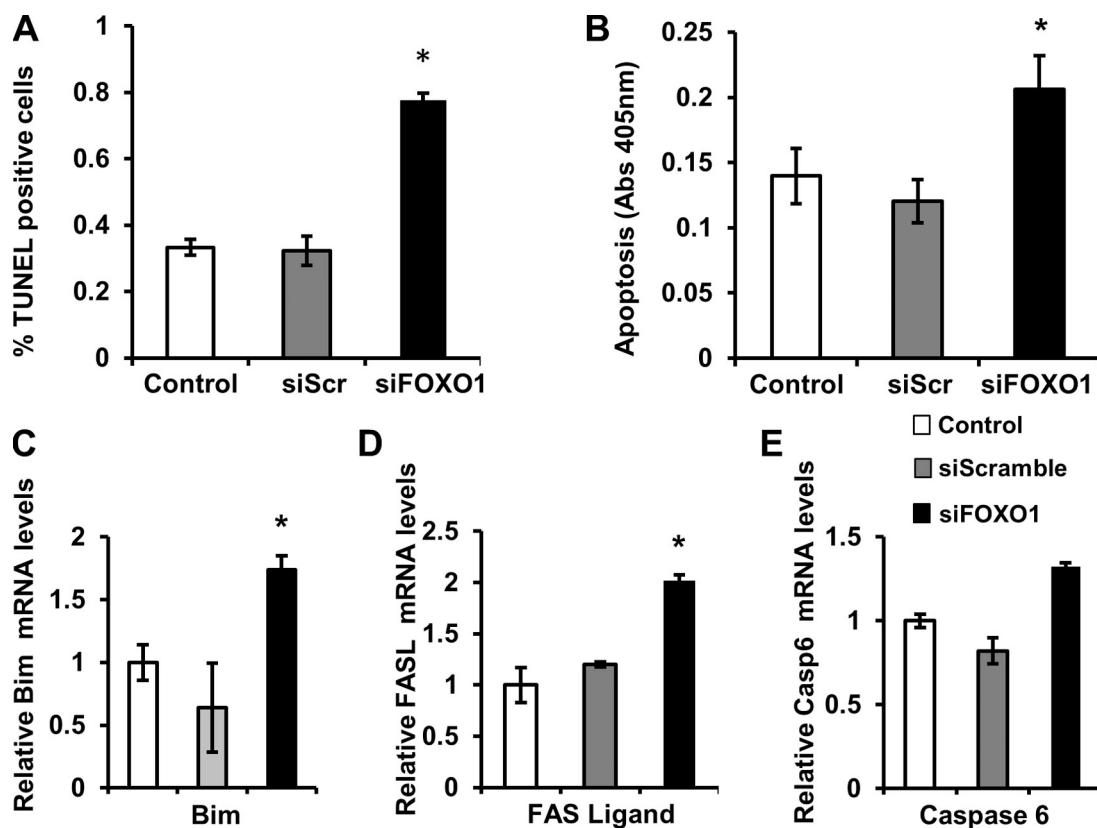 A
% TUNEL positive cells
1
0.8
0.6
0.4
0.2
0
*
Control siScr siFOXO1
B
Apoptosis (Abs 405nm)
0.25
0.2
0.15
0.1
0.05
0
*
Control siScr siFOXO1
Control
siScramble
siFOXO1
C
Relative Bim mRNA levels
2
1.5
1
0.5
0
*
Bim
D
Relative FASL mRNA levels
2.5
2
1.5
1
0.5
0
*
FAS Ligand
E
Relative Casp6 mRNA levels
1.5
1
0.5
0
Caspase 6